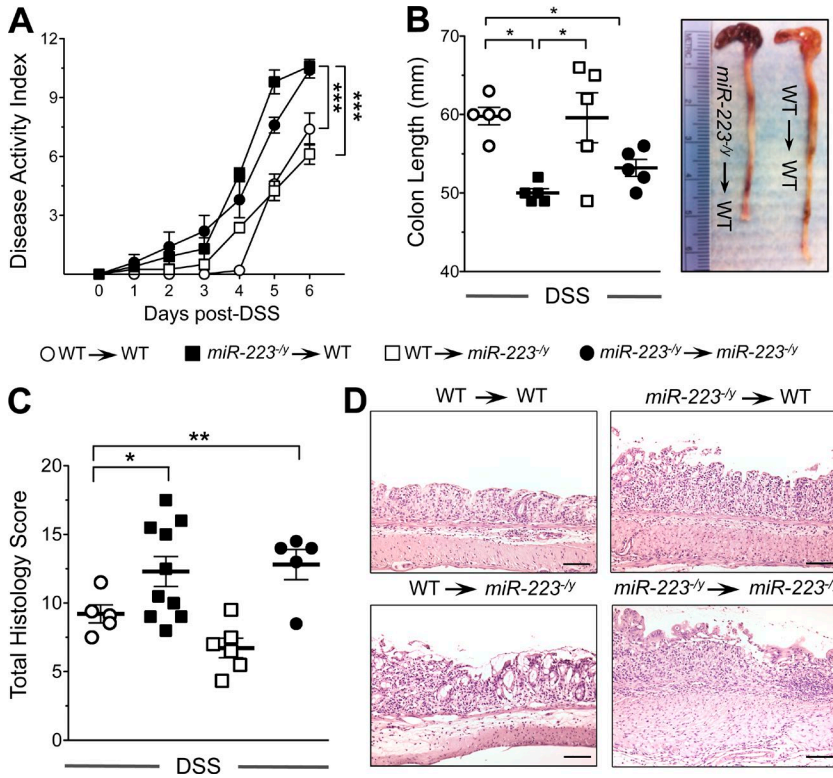 A
Disease Activity Index
12
9
6
3
0 1 2 3 4 5 6
Days post-DSS
***
***
B
Colon Length (mm)
70
60
50
40
*
* *
DSS
miR-223-/y → WT
WT → WT
WT → WT miR-223-/y → WT WT → miR-223-/y miR-223-/y → miR-223-/y
C
Total Histology Score
20
15
10
5
0
**
*
DSS
D
WT → WT
miR-223-/y → WT
WT → miR-223-/y
miR-223-/y → miR-223-/y